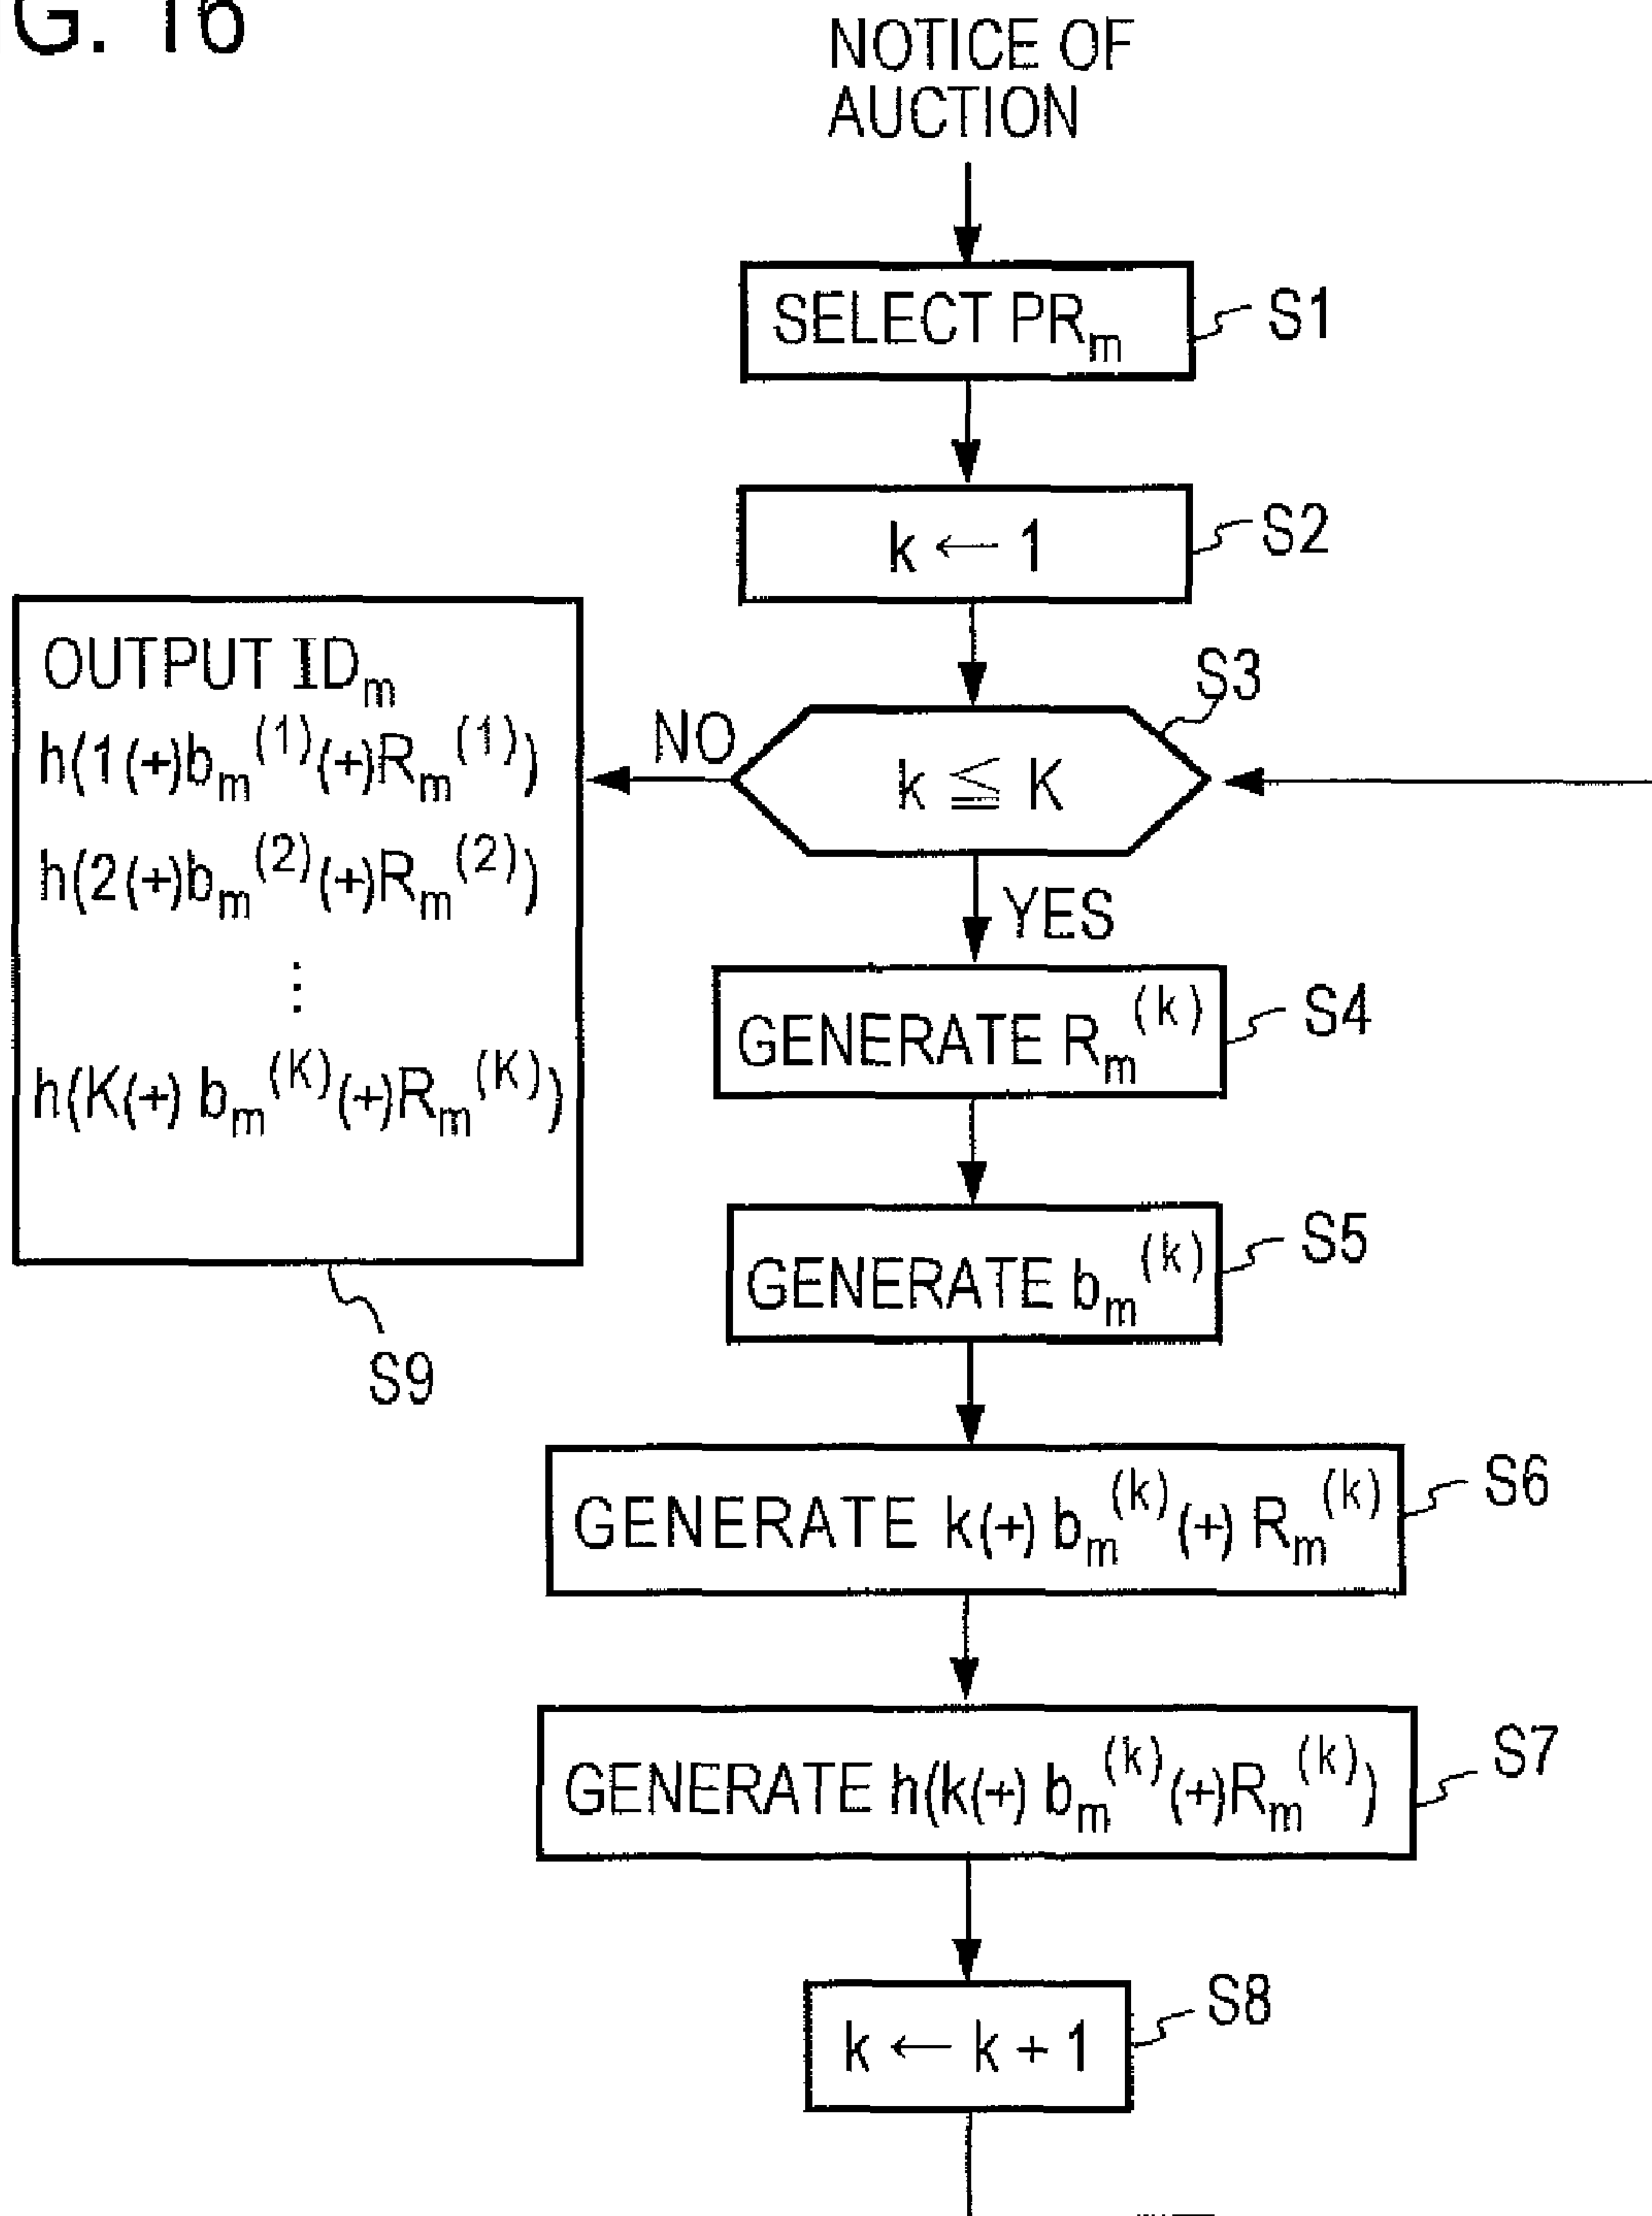 G. 16
NOTICE OF
AUCTION
SELECT PRm
S1
k ← 1
S2
S3
k ≦ K
NO
YES
OUTPUT IDm
h(1(+)bm(1)(+)Rm(1))
h(2(+)bm(2)(+)Rm(2))
⋮
h(K(+) bm(K)(+)Rm(K))
S9
GENERATE Rm(k)
S4
GENERATE bm(k)
S5
GENERATE k(+) bm(k)(+) Rm(k)
S6
GENERATE h(k(+) bm(k)(+)Rm(k))
S7
k ← k + 1
S8